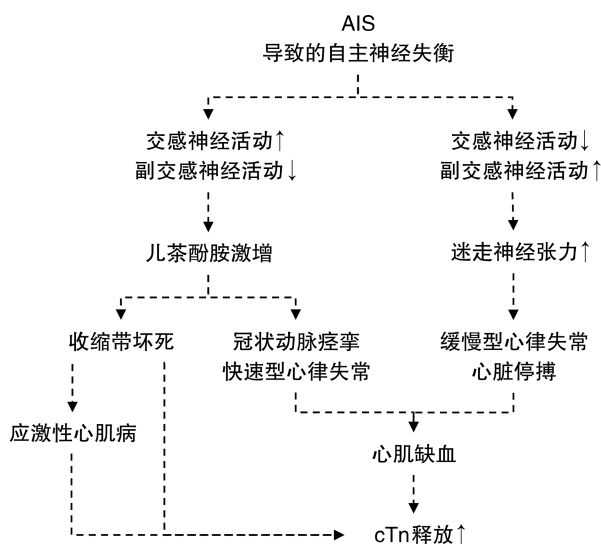 AIS
导致的自主神经失衡
交感神经活动↑
副交感神经活动↓
交感神经活动↓
副交感神经活动↑
儿茶酚胺激增
迷走神经张力↑
收缩带坏死
冠状动脉痉挛
快速型心律失常
缓慢型心律失常
心脏停搏
应激性心肌病
心肌缺血
cTn释放↑